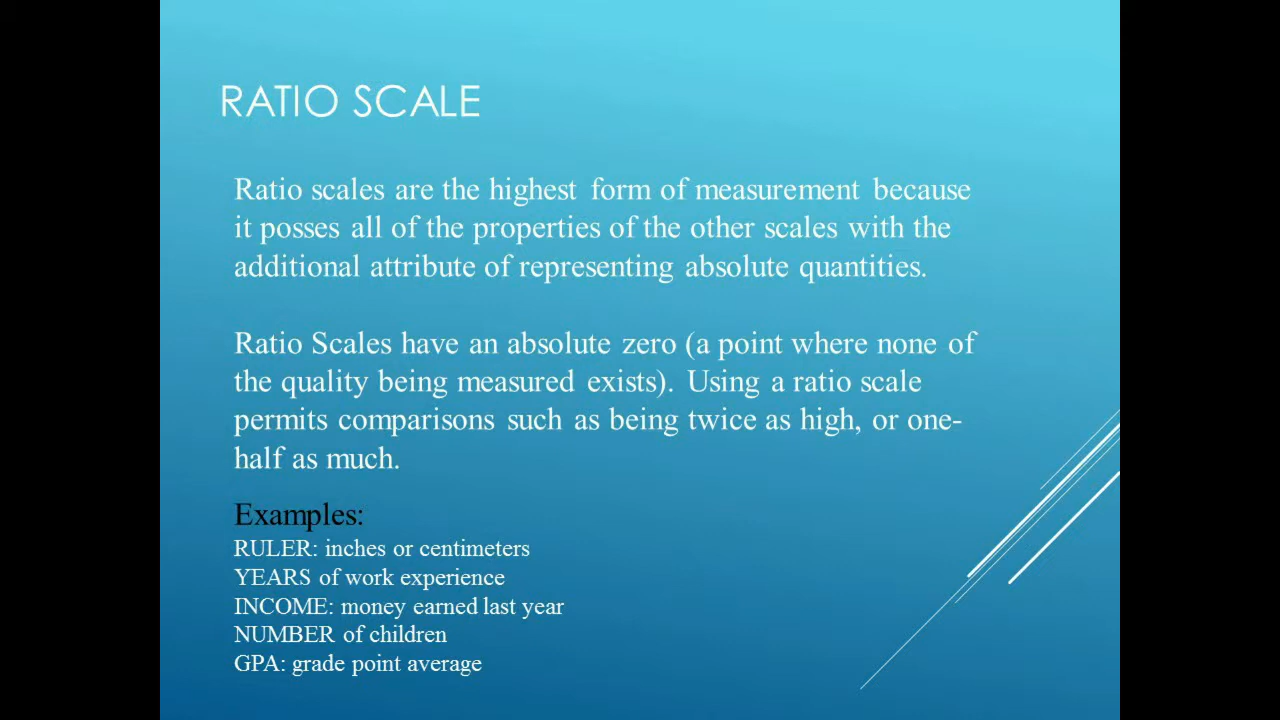 RATIO SCALE
Ratio scales are the highest form of measurement because
it posses all of the properties of the other scales with the
additional attribute of representing absolute quantities.
Ratio Scales have an absolute zero (a point where none of
the quality being measured exists). Using a ratio scale
permits comparisons such as being twice as high, or one-
half as much.
Examples:
RULER: inches or centimeters
YEARS of work experience
INCOME: money earned last year
NUMBER of children
GPA: grade point average